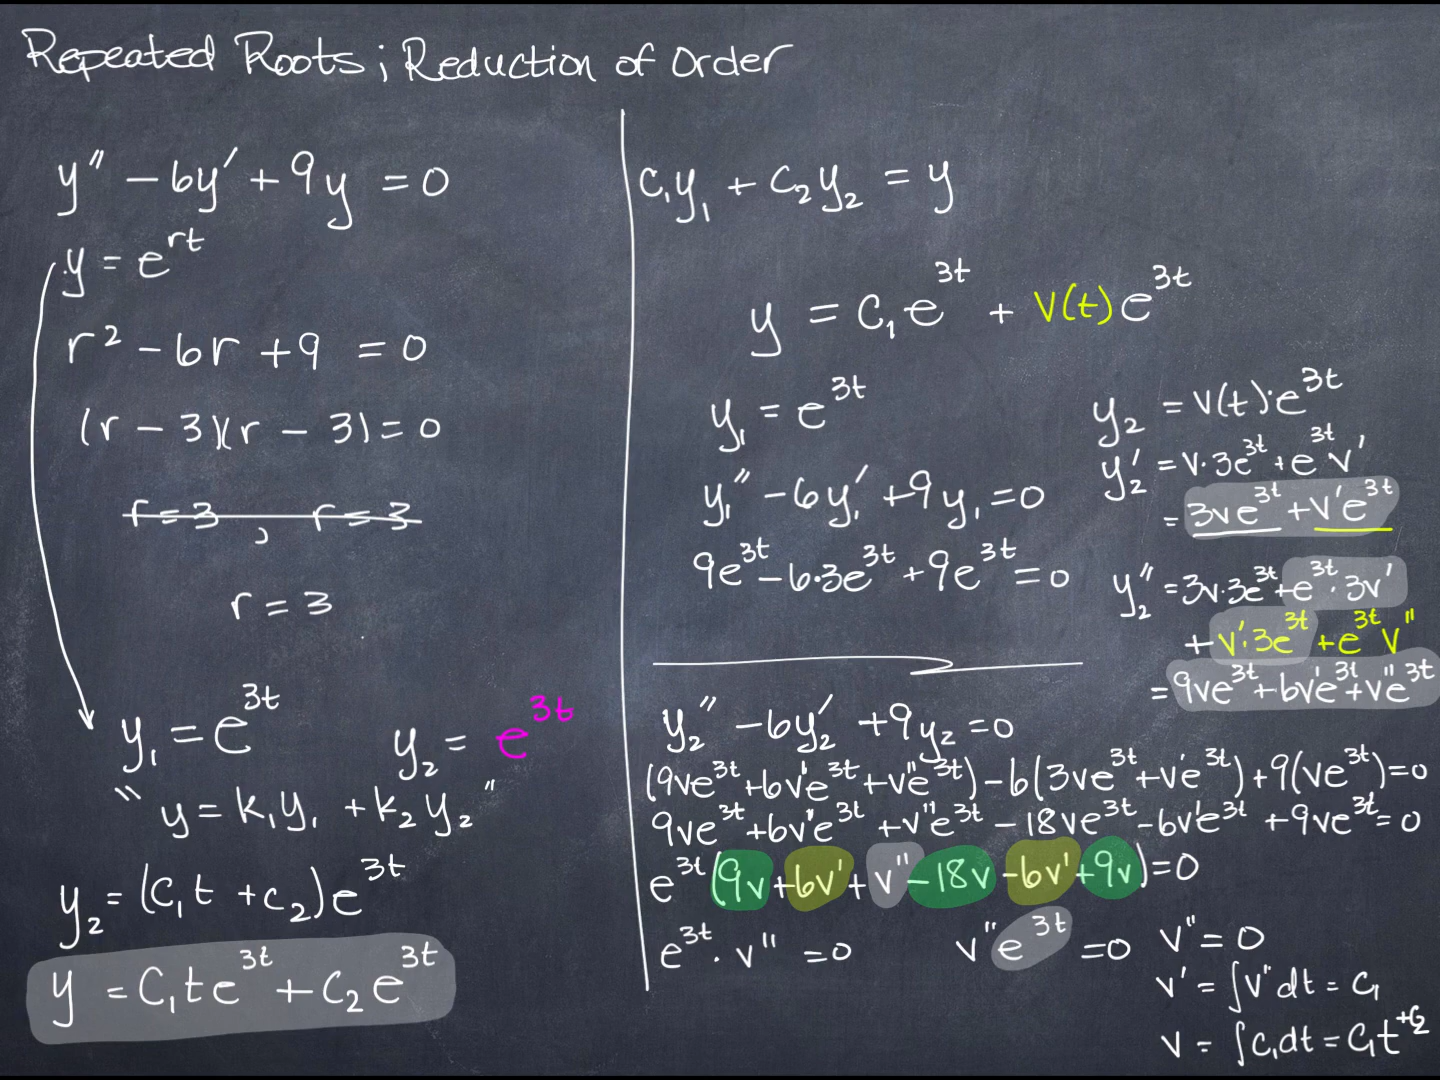 Repeated Roots; Reduction of Order
y'' - 6y' + 9y = 0
y = e^{rt}
r² - 6r + 9 = 0
(r - 3)(r - 3) = 0
r = 3 , r = 3
r = 3
y₁ = e^{3t} y₂ = e^{3t}
" y = k₁y₁ + k₂y₂ "
y₂ = (c₁t + c₂)e^{3t}
y = c₁te^{3t} + c₂e^{3t}
c₁y₁ + c₂y₂ = y
y = c₁e^{3t} + v(t)e^{3t}
y₁ = e^{3t}
y₁'' - 6y₁' + 9y₁ = 0
9e^{3t} - 6·3e^{3t} + 9e^{3t} = 0
y₂ = v(t)·e^{3t}
y₂' = v·3e^{3t} + e^{3t}v'
= 3ve^{3t} + v'e^{3t}
y₂'' = 3v·3e^{3t} + e^{3t}·3v'
+ v'·3e^{3t} + e^{3t}v''
= 9ve^{3t} + 6v'e^{3t} + v''e^{3t}
y₂'' - 6y₂' + 9y₂ = 0
(9ve^{3t} + 6v'e^{3t} + v''e^{3t}) - 6(3ve^{3t} + v'e^{3t}) + 9(ve^{3t}) = 0
9ve^{3t} + 6v'e^{3t} + v''e^{3t} - 18ve^{3t} - 6v'e^{3t} + 9ve^{3t} = 0
e^{3t}(9v + 6v' + v'' - 18v - 6v' + 9v) = 0
e^{3t} · v'' = 0 v''e^{3t} = 0 v'' = 0
v' = ∫v''dt = c₁
v = ∫c₁dt = c₁t + c₂